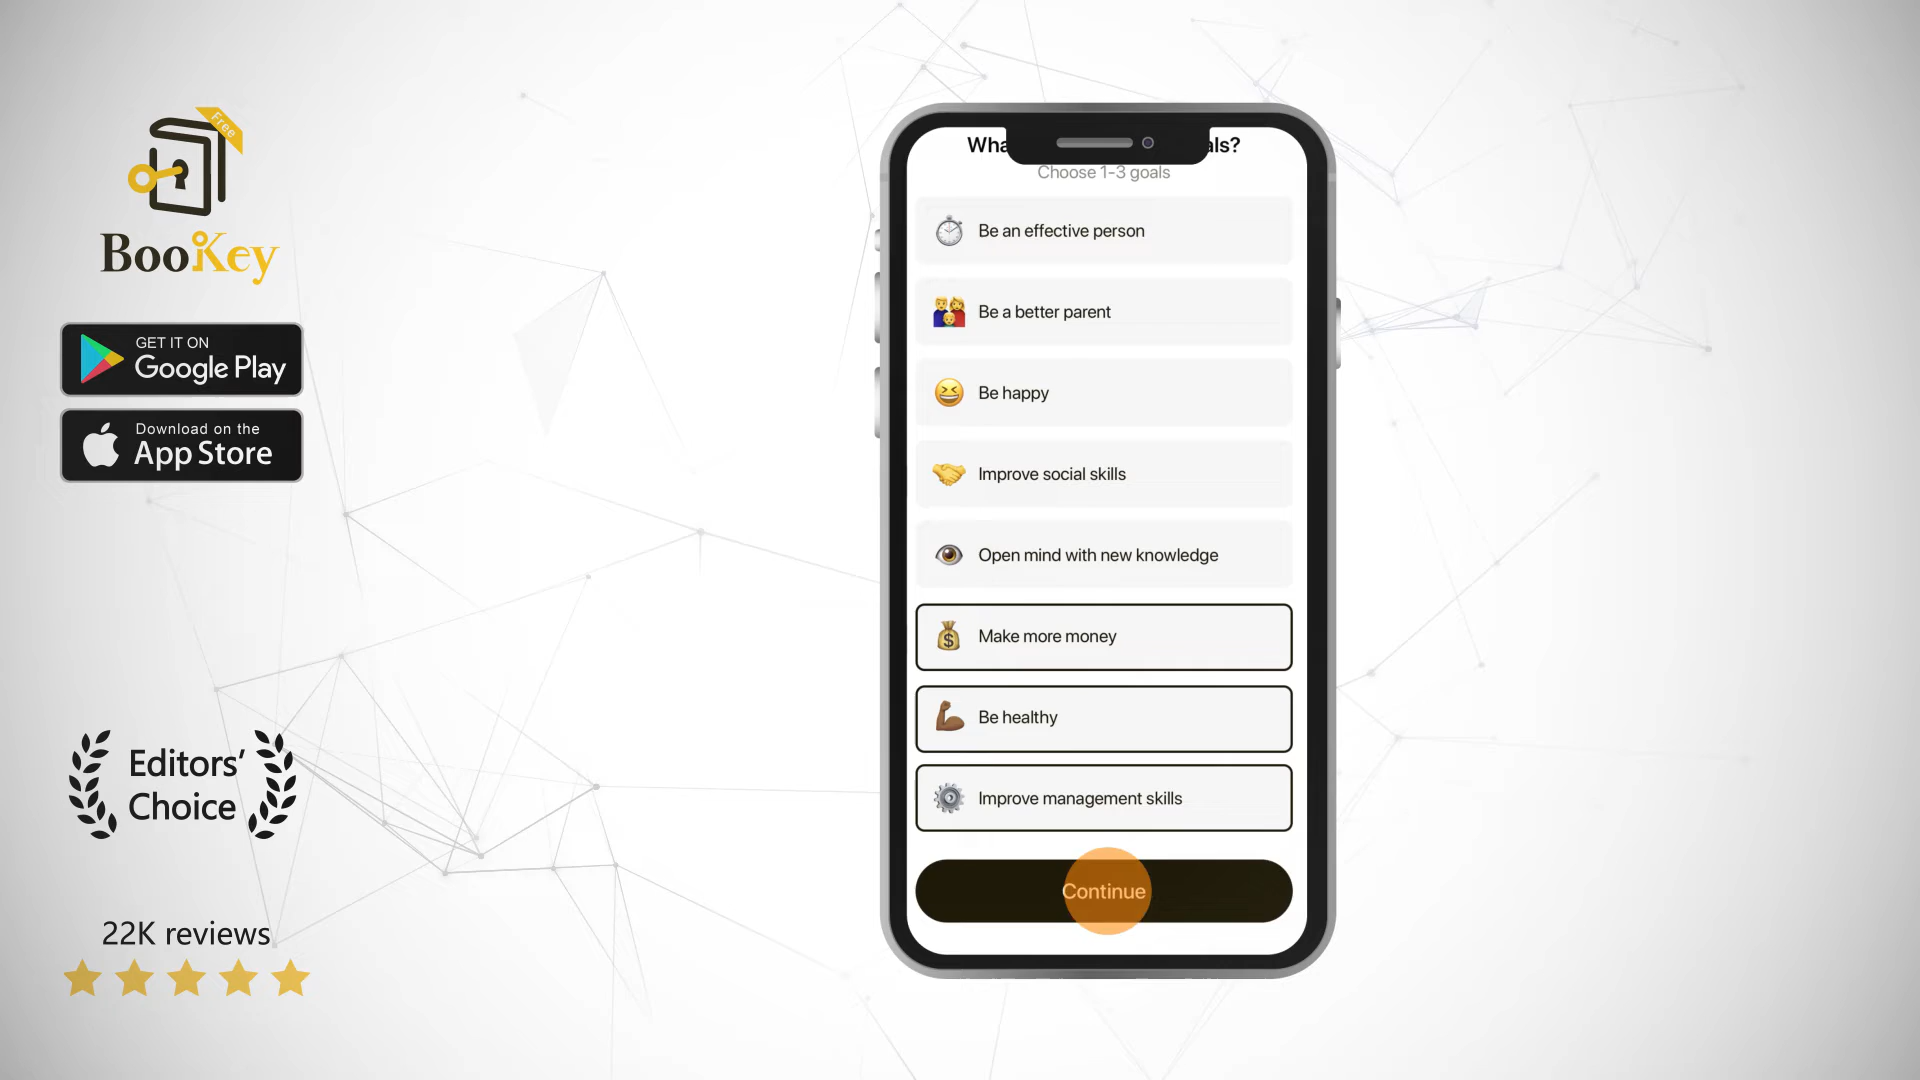 Free
BooKey
GET IT ON
Google Play
Download on the
App Store
Editors’
Choice
22K reviews
als?
Choose 1-3 goals
Be an effective person
Be a better parent
Be happy
Improve social skills
Open mind with new knowledge
Make more money
Be healthy
Improve management skills
Continue